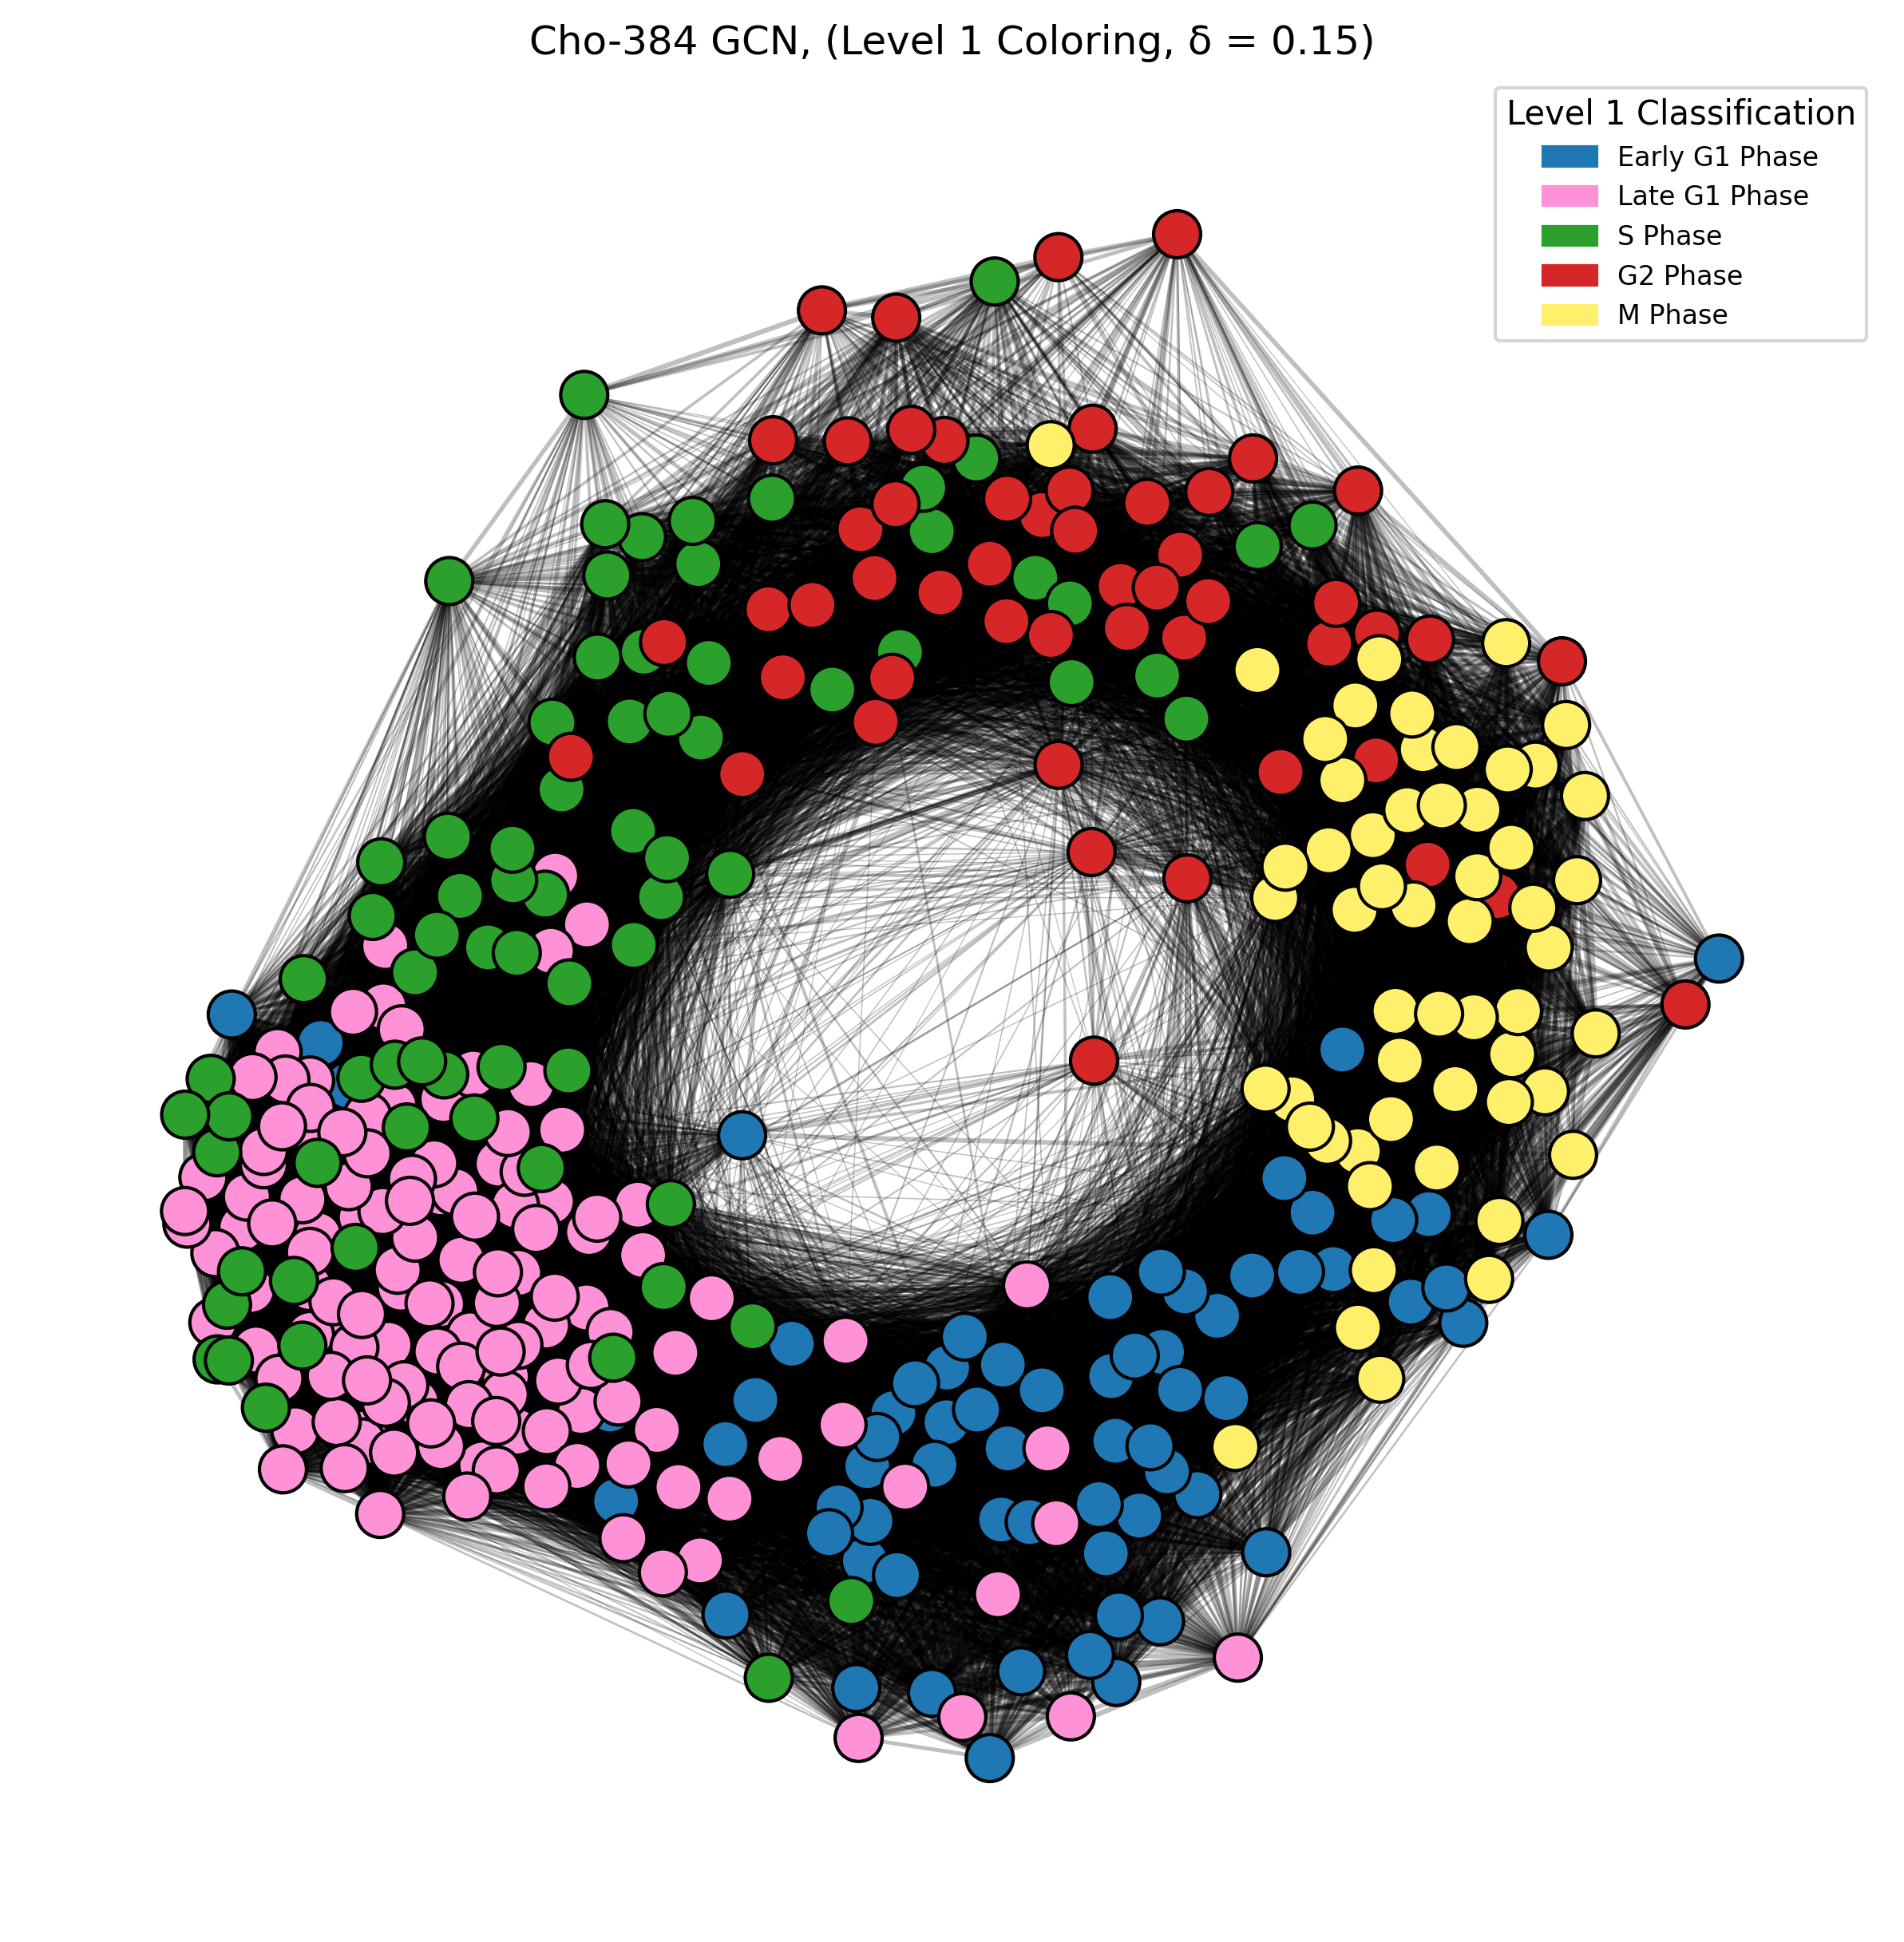 Cho-384 GCN, (Level 1 Coloring, δ = 0.15)
Level 1 Classification
Early G1 Phase
Late G1 Phase
S Phase
G2 Phase
M Phase